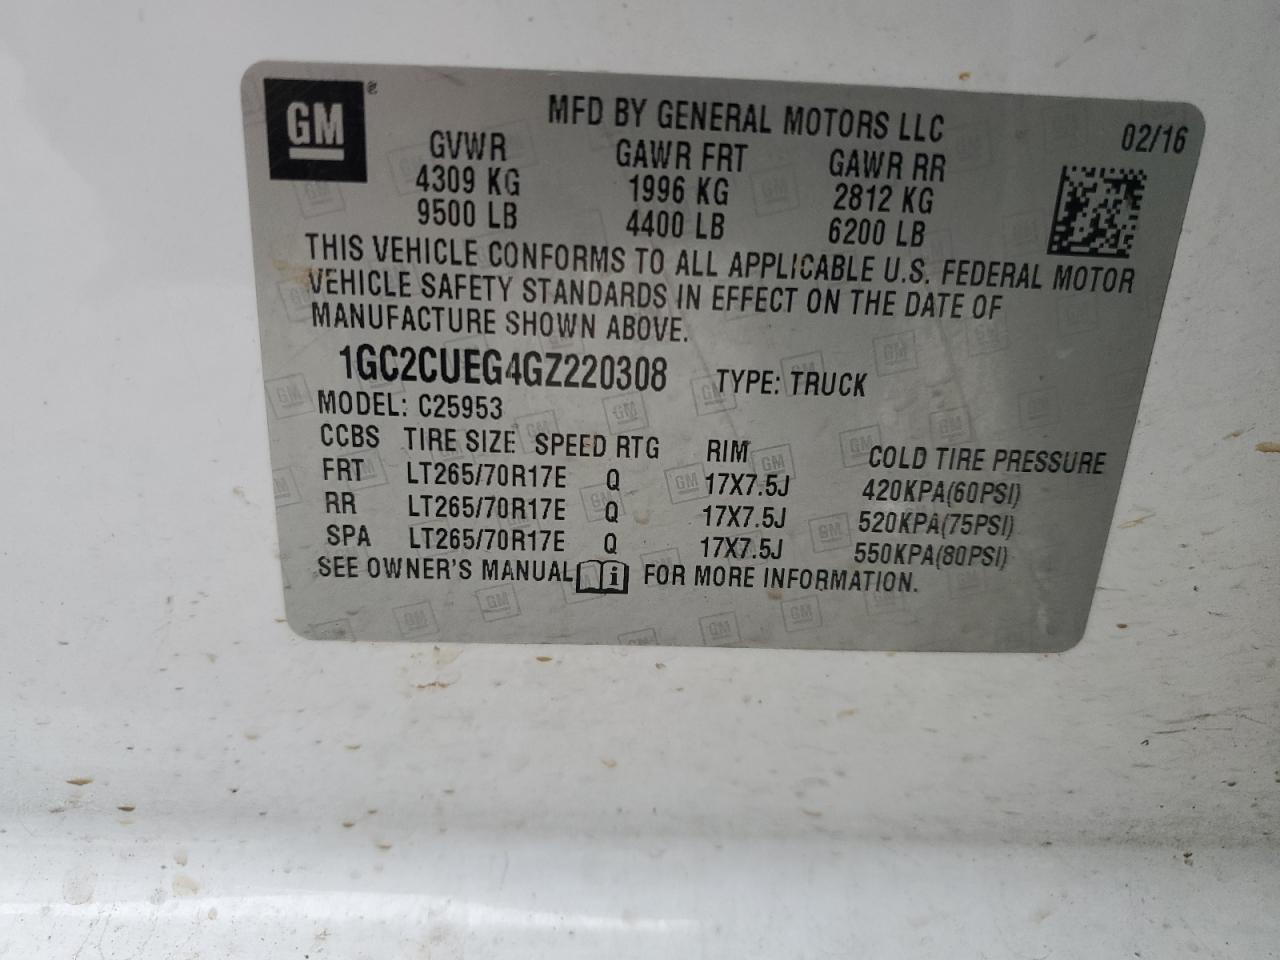 GM
MFD BY GENERAL MOTORS LLC 02/16
GVWR GAWR FRT GAWR RR
4309 KG 1996 KG 2812 KG
9500 LB 4400 LB 6200 LB
THIS VEHICLE CONFORMS TO ALL APPLICABLE U.S. FEDERAL MOTOR
VEHICLE SAFETY STANDARDS IN EFFECT ON THE DATE OF
MANUFACTURE SHOWN ABOVE.
1GC2CUEG4GZ220308 TYPE: TRUCK
MODEL: C25953
CCBS TIRE SIZE SPEED RTG RIM COLD TIRE PRESSURE
FRT LT265/70R17E Q 17X7.5J 420KPA(60PSI)
RR LT265/70R17E Q 17X7.5J 520KPA(75PSI)
SPA LT265/70R17E Q 17X7.5J 550KPA(80PSI)
SEE OWNER'S MANUAL i FOR MORE INFORMATION.